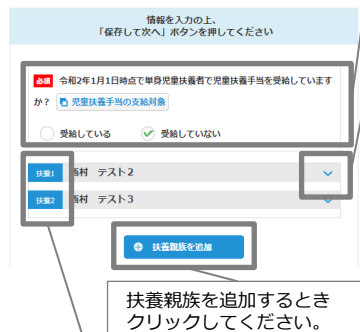 情報を入力の上、
「保存して次へ」ボタンを押してください
必須 令和2年1月1日時点で単身児童扶養者で児童扶養手当を受給しています
か？ 児童扶養手当の支給対象
受給している 受給していない
扶養1 西村 テスト2
扶養2 西村 テスト3
扶養親族を追加
扶養親族を追加するとき
クリックしてください。